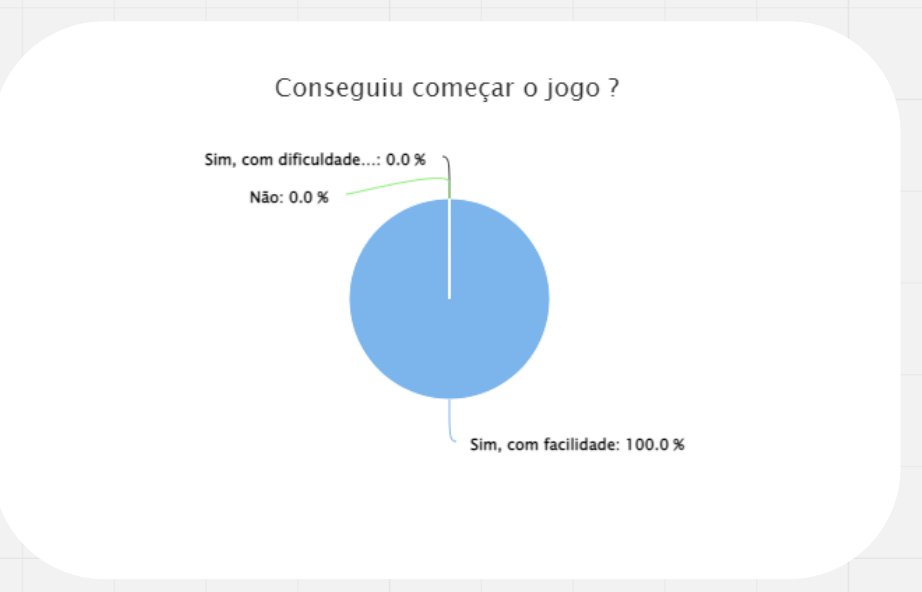 Conseguiu começar o jogo ?
Sim, com dificuldade...: 0.0 %
Não: 0.0 %
Sim, com facilidade: 100.0 %